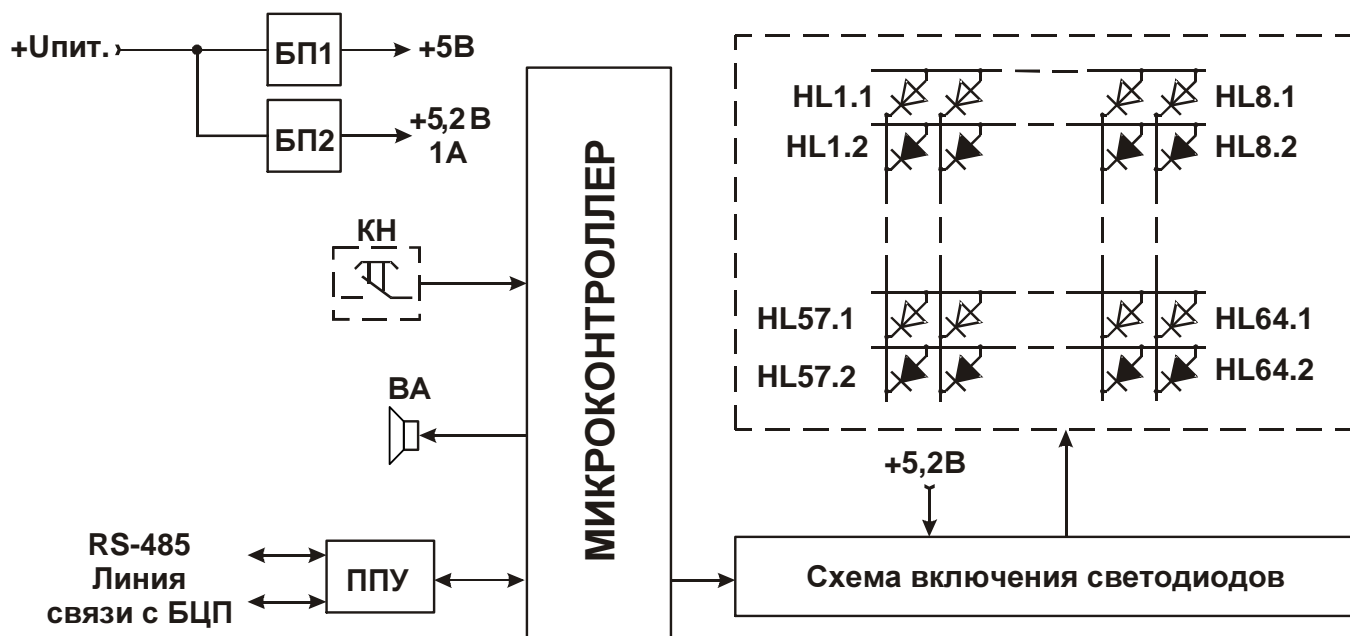 +Uпит.
БП1
+5В
БП2
+5,2В
1А
КН
ВА
RS-485
Линия
связи с БЦП
ППУ
МИКРОКОНТРОЛЛЕР
HL1.1
HL8.1
HL1.2
HL8.2
HL57.1
HL64.1
HL57.2
HL64.2
+5,2В
Схема включения светодиодов